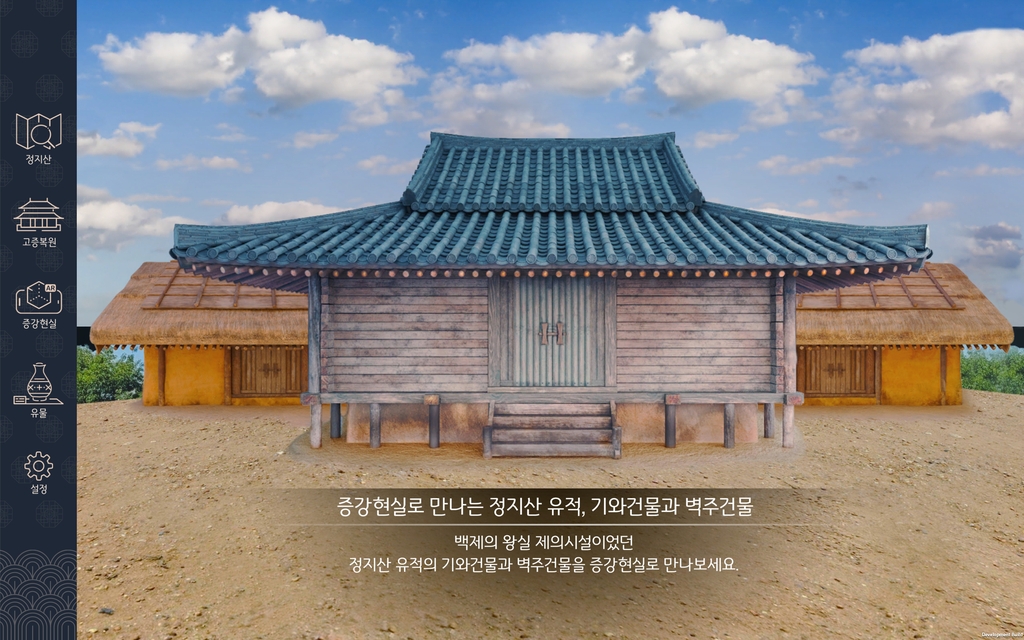 정지산
고증복원
AR
증강현실
유물
설정
증강현실로 만나는 정지산 유적, 기와건물과 벽주건물
백제의 왕실 제의시설이었던
정지산 유적의 기와건물과 벽주건물을 증강현실로 만나보세요.
Development Build